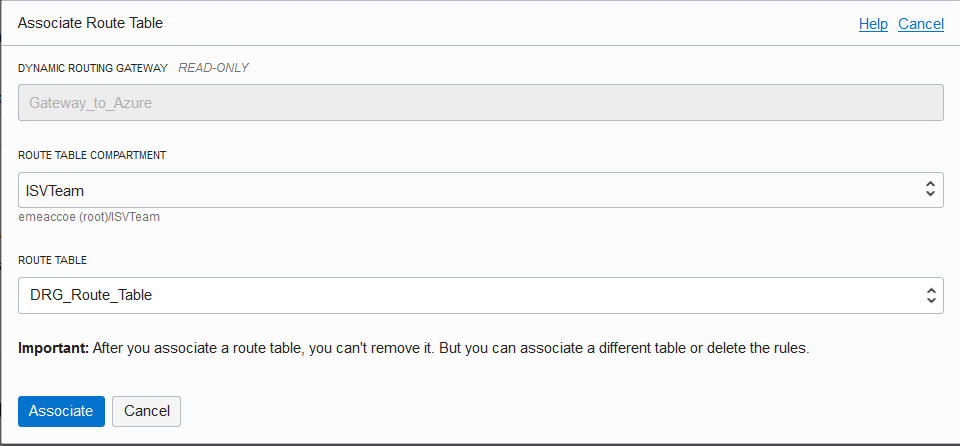 Associate Route Table
Help Cancel
DYNAMIC ROUTING GATEWAY READ-ONLY
Gateway_to_Azure
ROUTE TABLE COMPARTMENT
ISVTeam
emeaccoe (root)/ISVTeam
ROUTE TABLE
DRG_Route_Table
Important: After you associate a route table, you can't remove it. But you can associate a different table or delete the rules.
Associate Cancel